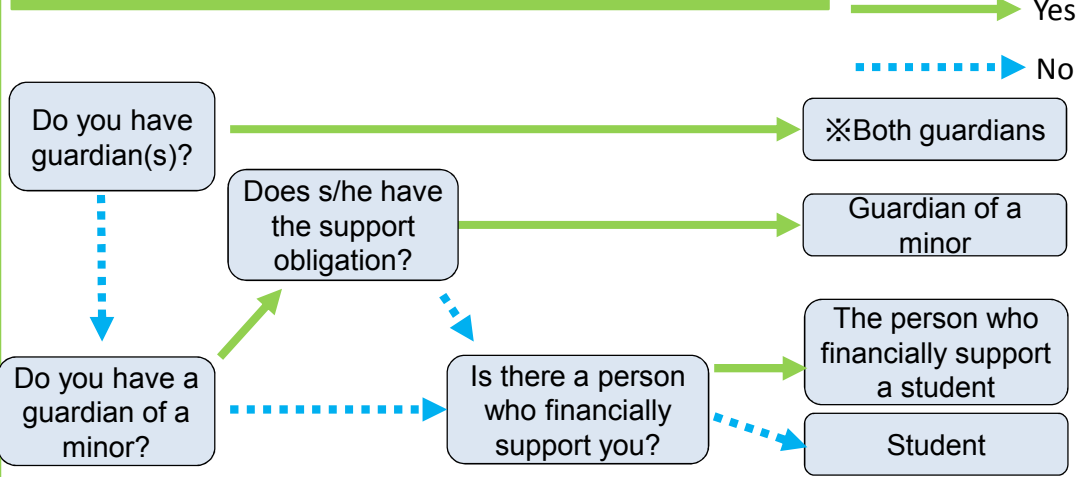 Yes
No
Do you have
guardian(s)?
※Both guardians
Does s/he have
the support
obligation?
Guardian of a
minor
Do you have a
guardian of a
minor?
Is there a person
who financially
support you?
The person who
financially support
a student
Student